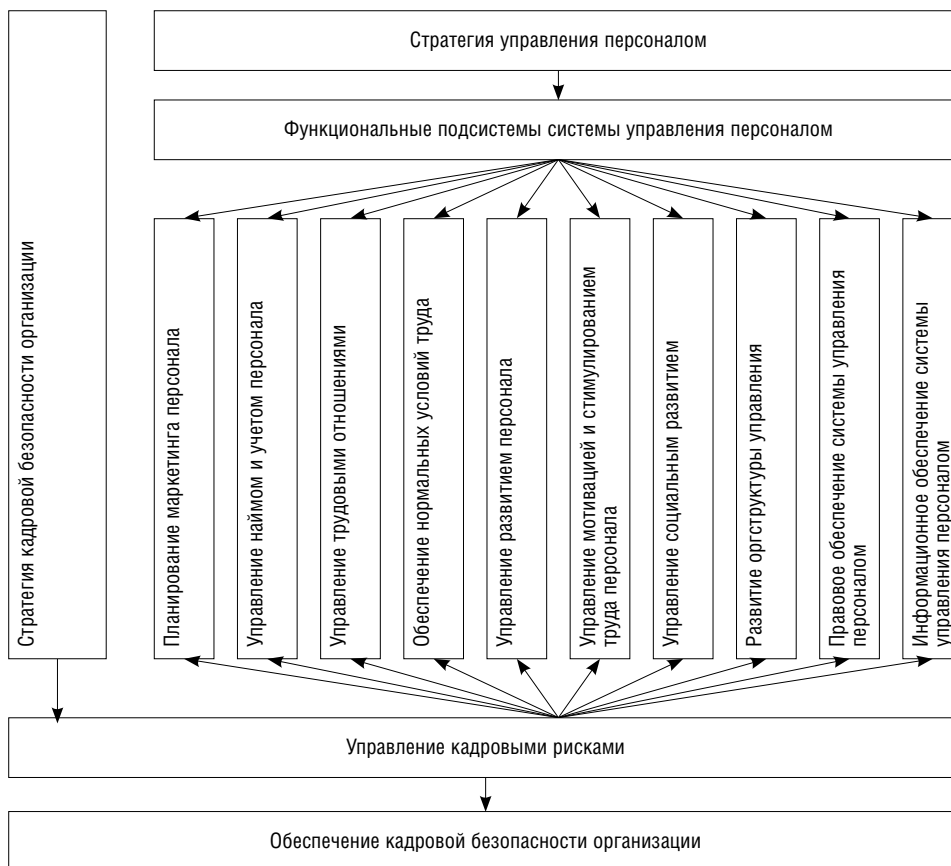 Стратегия управления персоналом
Функциональные подсистемы системы управления персоналом
Стратегия кадровой безопасности организации
Планирование маркетинга персонала
Управление наймом и учетом персонала
Управление трудовыми отношениями
Обеспечение нормальных условий труда
Управление развитием персонала
Управление мотивацией и стимулированием
труда персонала
Управление социальным развитием
Развитие оргструктуры управления
Правовое обеспечение системы управления
персоналом
Информационное обеспечение системы
управления персоналом
Управление кадровыми рисками
Обеспечение кадровой безопасности организации